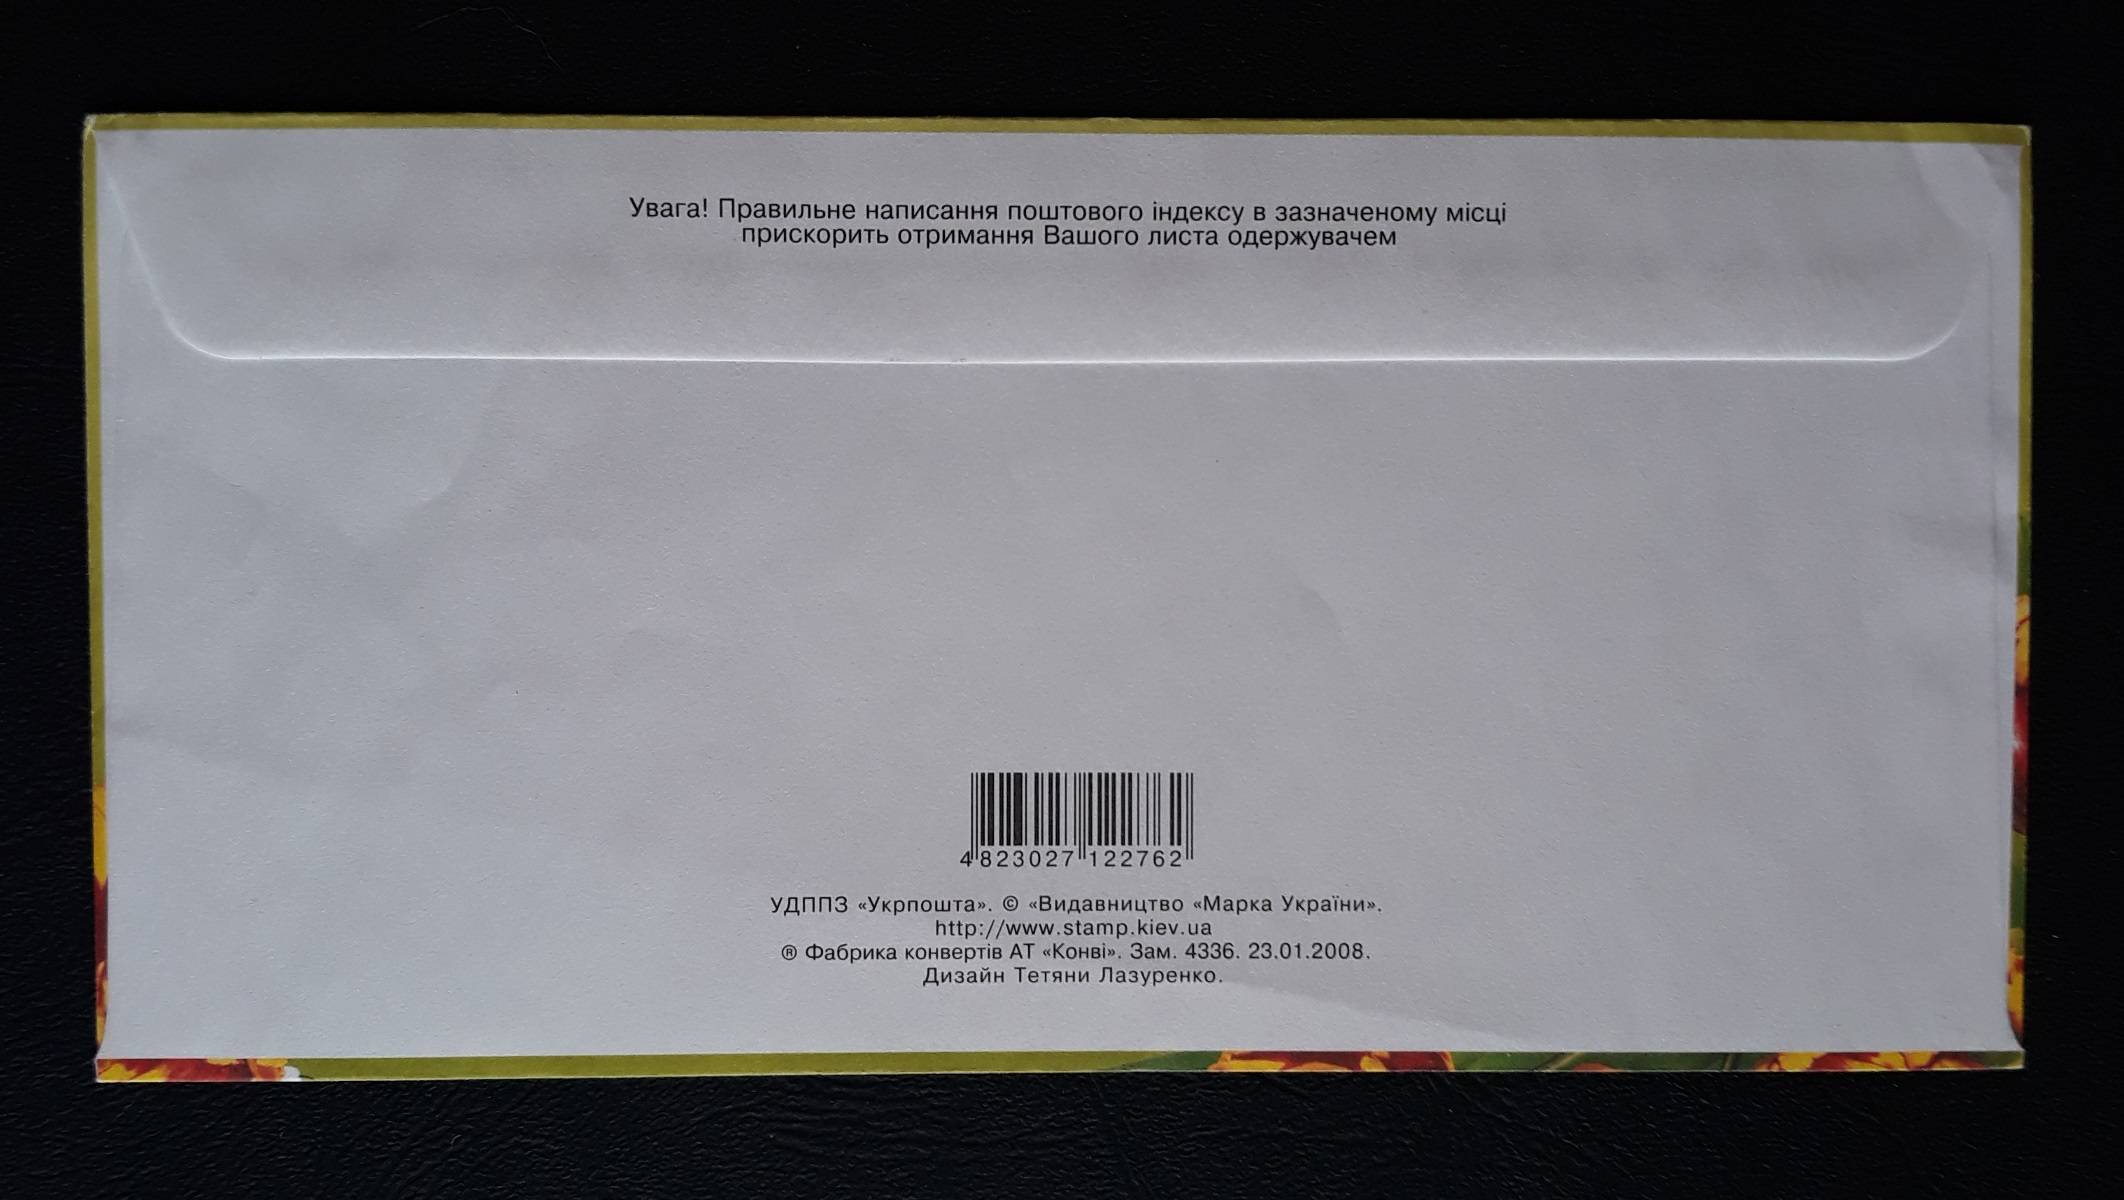 Увага! Правильне написання поштового індексу в зазначеному місці
прискорить отримання Вашого листа одержувачем
4 823027 122762
УДППЗ «Укрпошта». © «Видавництво «Марка України».
http://www.stamp.kiev.ua
® Фабрика конвертів АТ «Конві». Зам. 4336. 23.01.2008.
Дизайн Тетяни Лазуренко.